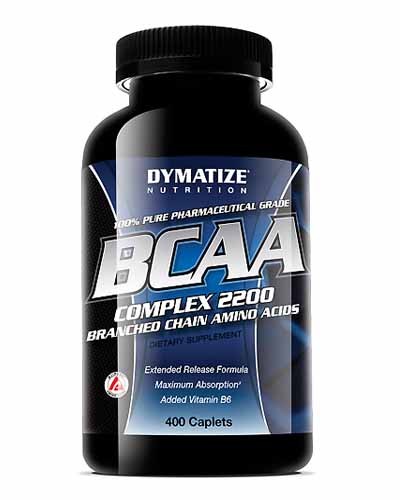 DYMATIZE®
NUTRITION
100% PURE PHARMACEUTICAL GRADE
BCAA
COMPLEX 2200
BRANCHED CHAIN AMINO ACIDS
DIETARY SUPPLEMENT
Extended Release Formula
Maximum Absorption²
Added Vitamin B6
400 Caplets